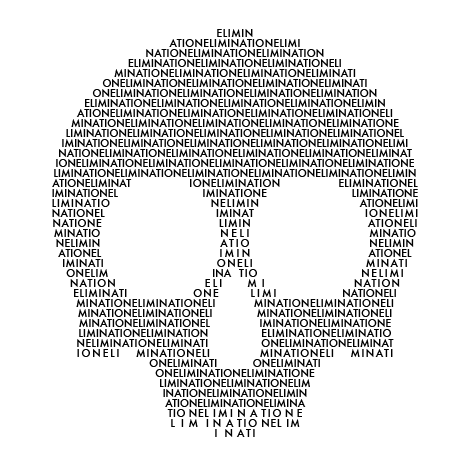 ELIMIN
ATIONELIMINATIONELIMI
NATIONELIMINATIONELIMINATION
ELIMINATIONELIMINATIONELIMINATIONELI
MINATIONELIMINATIONELIMINATIONELIMINATI
ONELIMINATIONELIMINATIONELIMINATIONELIMINATI
ONELIMINATIONELIMINATIONELIMINATIONELIMINATION
ELIMINATIONELIMINATIONELIMINATIONELIMINATIONELIMIN
ATIONELIMINATIONELIMINATIONELIMINATIONELIMINATIONELI
MINATIONELIMINATIONELIMINATIONELIMINATIONELIMINATIONE
LIMINATIONELIMINATIONELIMINATIONELIMINATIONELIMINATIONEL
IMINATIONELIMINATIONELIMINATIONELIMINATIONELIMINATIONELIMI
NATIONELIMINATIONELIMINATIONELIMINATIONELIMINATIONELIMINAT
IONELIMINATIONELIMINATIONELIMINATIONELIMINATIONELIMINATIONE
LIMINATIONELIMINATIONELIMINATIONELIMINATIONELIMINATIONELIMIN
ATIONELIMINAT IONELIMINATION ELIMINATIONEL
IMINATIONEL IMINATIONE LIMINATIONE
LIMINATIO NELIMIN ATIONELIMI
NATIONEL IMINAT IONELIMI
NATIONE LIMIN ATIONELI
MINATIO NELI MINATIO
NELIMIN ATIO NELIMIN
ATIONEL IMIN ATIONEL
IMINATI ONELI MINATI
ONELIM INA TIO NELIMI
NATION ELI MI NATION
ELIMINATI ONE LIMI NATIONELI
MINATIONELIMINATIONELI MINATIONELIMINATIONELI
MINATIONELIMINATIONELI MINATIONELIMINATIONELI
MINATIONELIMINATIONEL IMINATIONELIMINATIONE
LIMINATIONELIMINATION ELIMINATIONELIMINATIO
NELIMINATIONELIMINATI ONELIMINATIONELIMINAT
IONELI MINATIONELI MINATIONELI MINATI
ONELIMINATI ONELIMINATI
ONELIMINATIONELIMINATIONE
LIMINATIONELIMINATIONELIM
INATIONELIMINATIONELIMIN
ATIONELIMINATIONELIMINA
TIONELIMINATIONE
LIMINATIONELIM
INATI